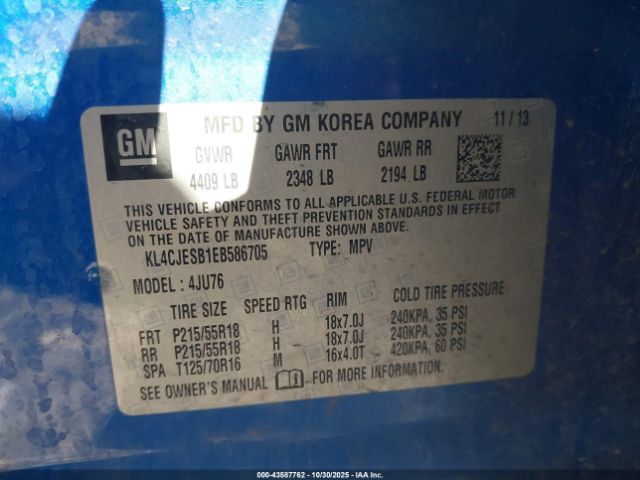 GM MFD BY GM KOREA COMPANY 11/13
GVWR GAWR FRT GAWR RR
4409 LB 2348 LB 2194 LB
THIS VEHICLE CONFORMS TO ALL APPLICABLE U.S. FEDERAL MOTOR
VEHICLE SAFETY AND THEFT PREVENTION STANDARDS IN EFFECT
ON THE DATE OF MANUFACTURE SHOWN ABOVE.
KL4CJESB1EB586705 TYPE: MPV
MODEL : 4JU76
TIRE SIZE SPEED RTG RIM COLD TIRE PRESSURE
FRT P215/55R18 H 18x7.0J 240KPA, 35 PSI
RR P215/55R18 H 18x7.0J 240KPA, 35 PSI
SPA T125/70R16 M 16x4.0T 420KPA, 60 PSI
SEE OWNER'S MANUAL FOR MORE INFORMATION.
000-43587762 - 10/30/2025 - IAAI.COM